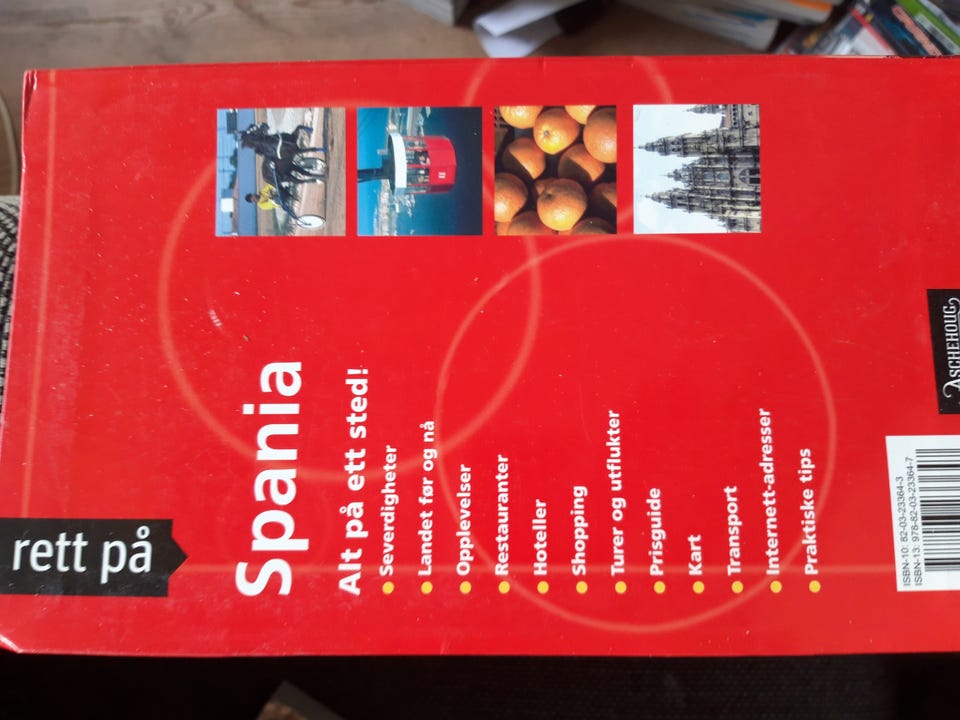 rett på
Spania
Alt på ett sted!
Severdigheter
Landet før og nå
Opplevelser
Restauranter
Hoteller
Shopping
Turer og utflukter
Prisguide
Kart
Transport
Internett-adresser
Praktiske tips
ASCHEHOUG
ISBN-10: 82-03-23364-3
ISBN-13: 978-82-03-23364-7